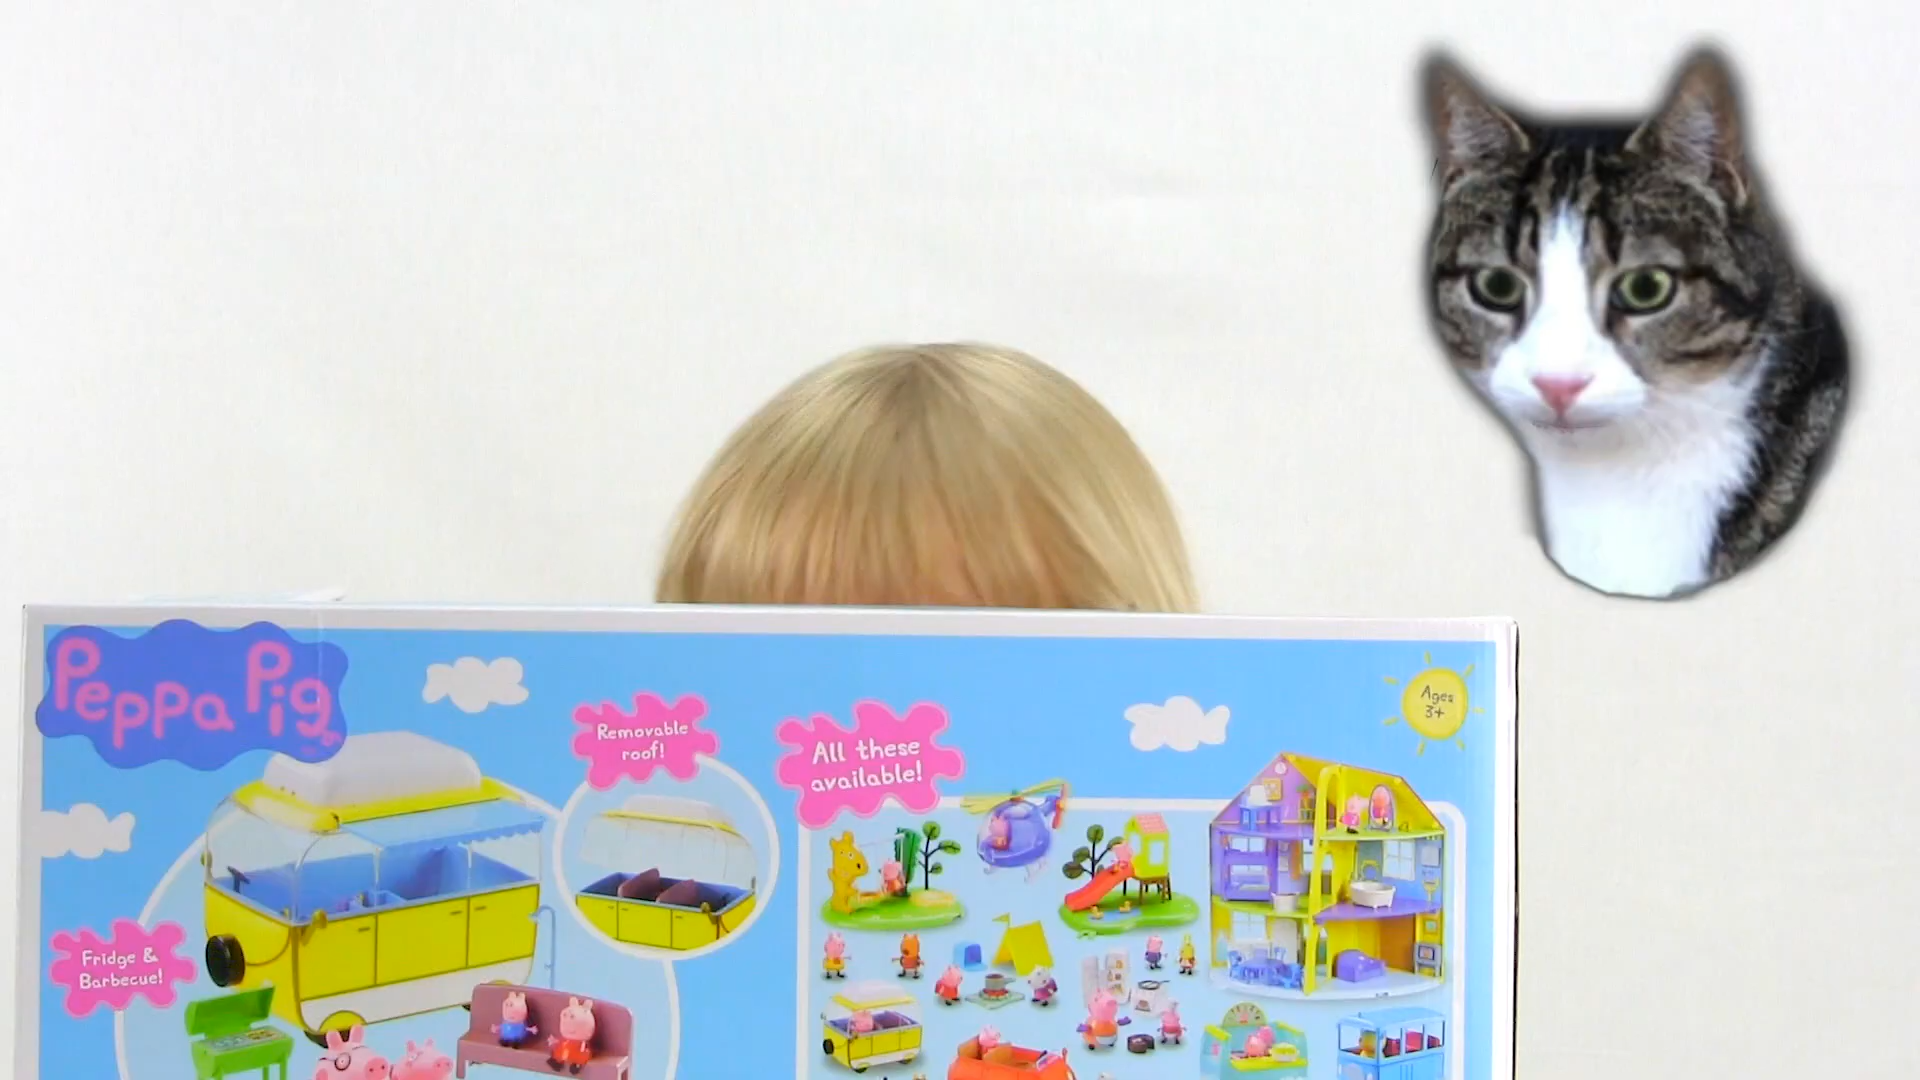 Peppa Pig
Removable
roof!
All these
available!
Ages
3+
Fridge &
Barbecue!